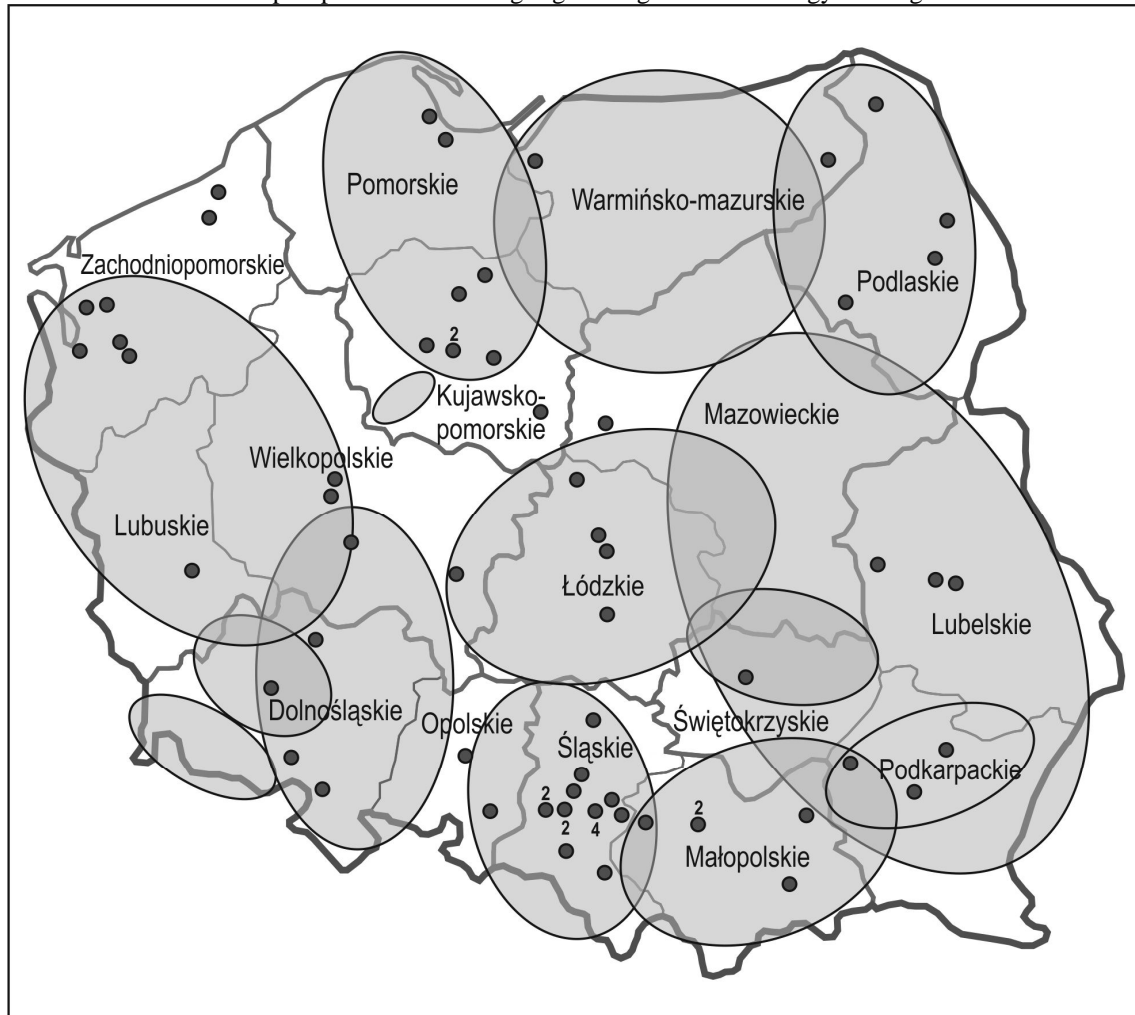 Pomorskie
Warmińsko-mazurskie
Zachodniopomorskie
Podlaskie
2
Kujawsko-
pomorskie
Mazowieckie
Wielkopolskie
Lubuskie
Łódzkie
Lubelskie
Dolnośląskie
Opolskie
Śląskie
Świętokrzyskie
Podkarpackie
2
2
4
2
Małopolskie